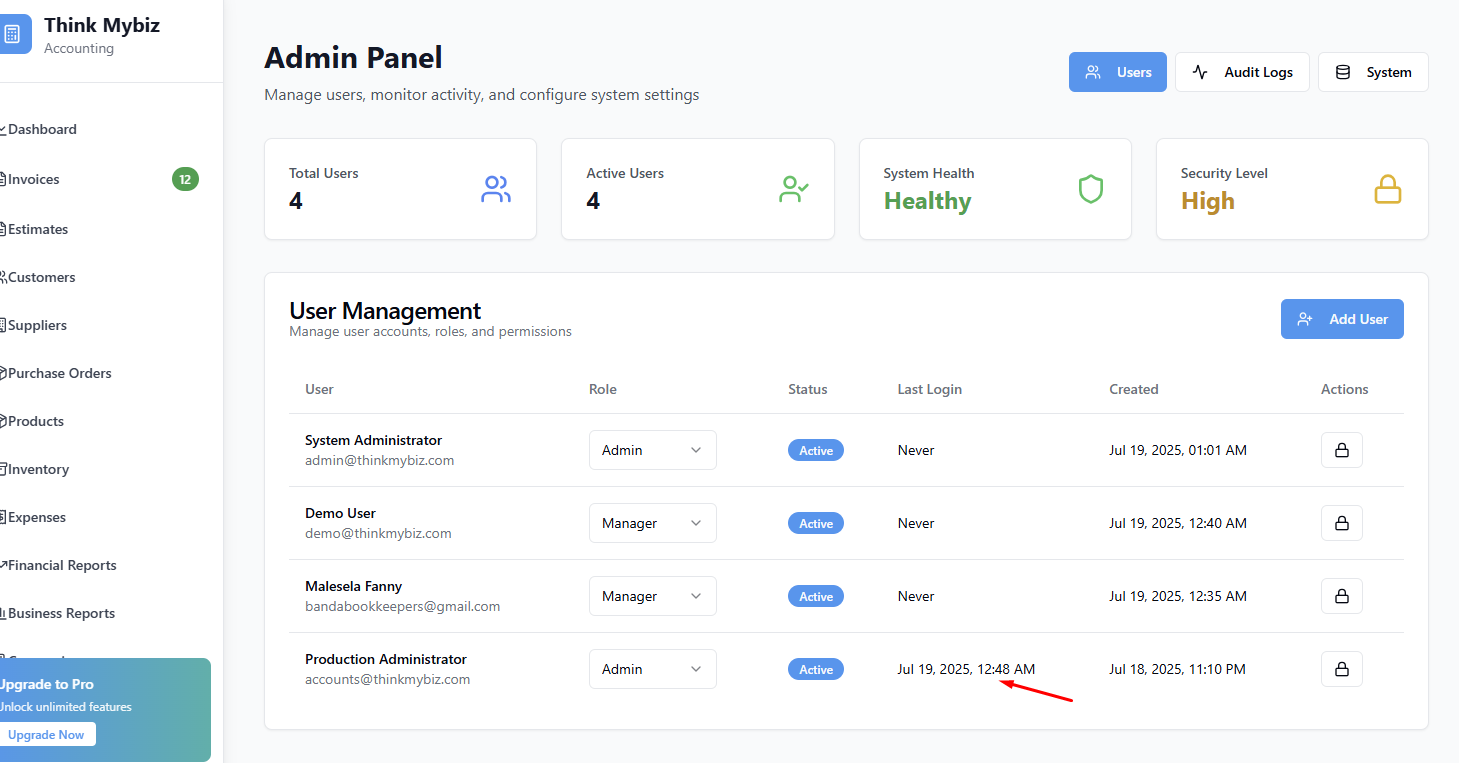 Think Mybiz
Accounting
Dashboard
Invoices 12
Estimates
Customers
Suppliers
Purchase Orders
Products
Inventory
Expenses
Financial Reports
Business Reports
Upgrade to Pro
Unlock unlimited features
Upgrade Now
Admin Panel
Manage users, monitor activity, and configure system settings
Users Audit Logs System
Total Users
4
Active Users
4
System Health
Healthy
Security Level
High
User Management
Manage user accounts, roles, and permissions
Add User
User Role Status Last Login Created Actions
System Administrator
admin@thinkmybiz.com
Admin Active Never Jul 19, 2025, 01:01 AM
Demo User
demo@thinkmybiz.com
Manager Active Never Jul 19, 2025, 12:40 AM
Malesela Fanny
bandabookkeepers@gmail.com
Manager Active Never Jul 19, 2025, 12:35 AM
Production Administrator
accounts@thinkmybiz.com
Admin Active Jul 19, 2025, 12:48 AM Jul 18, 2025, 11:10 PM